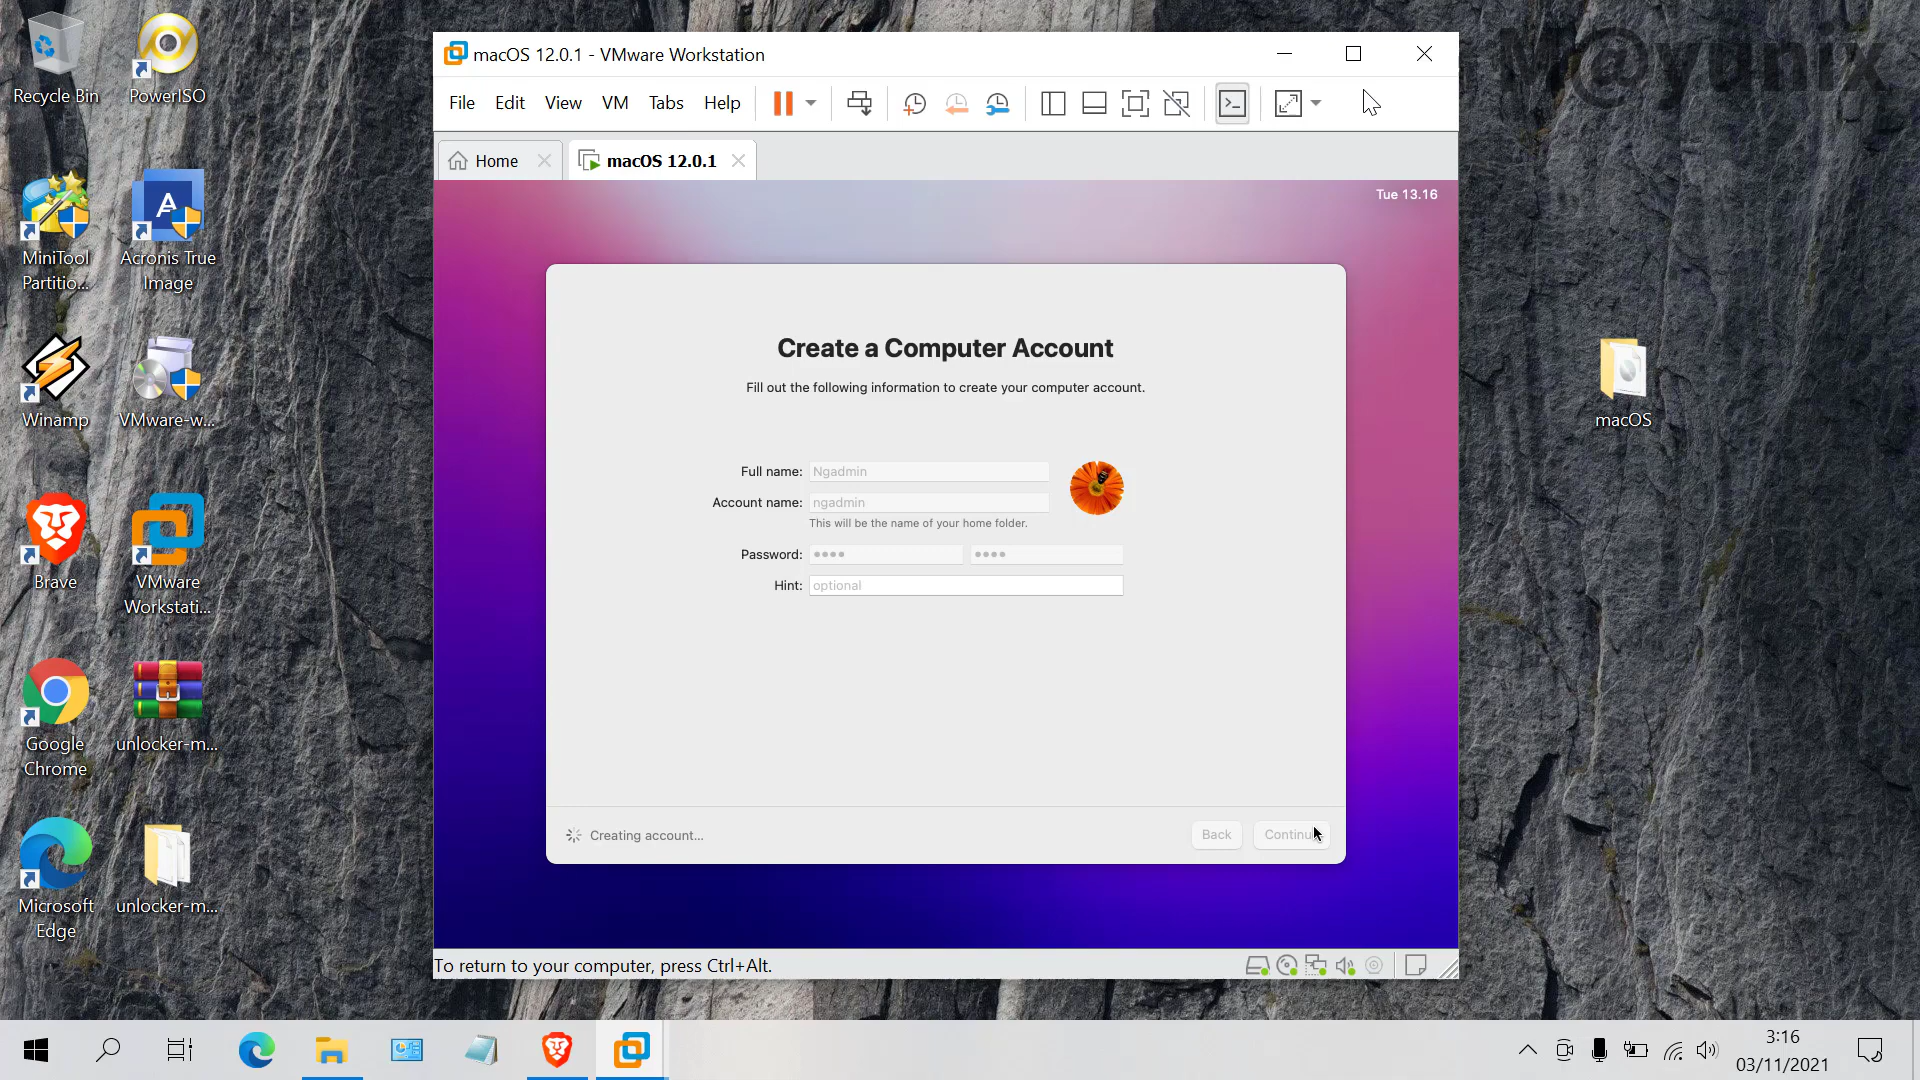 M@yunix
Recycle Bin
PowerISO
MiniTool
Partitio...
Acronis True
Image
Winamp
VMware-w...
Brave
VMware
Workstati...
Google
Chrome
unlocker-m...
Microsoft
Edge
unlocker-m...
macOS 12.0.1 - VMware Workstation
File Edit View VM Tabs Help
Home
macOS 12.0.1
Tue 13.16
Create a Computer Account
Fill out the following information to create your computer account.
Full name: Ngadmin
Account name: ngadmin
This will be the name of your home folder.
Password: •••• ••••
Hint: optional
Creating account...
Back
Continue
To return to your computer, press Ctrl+Alt.
macOS
3:16
03/11/2021